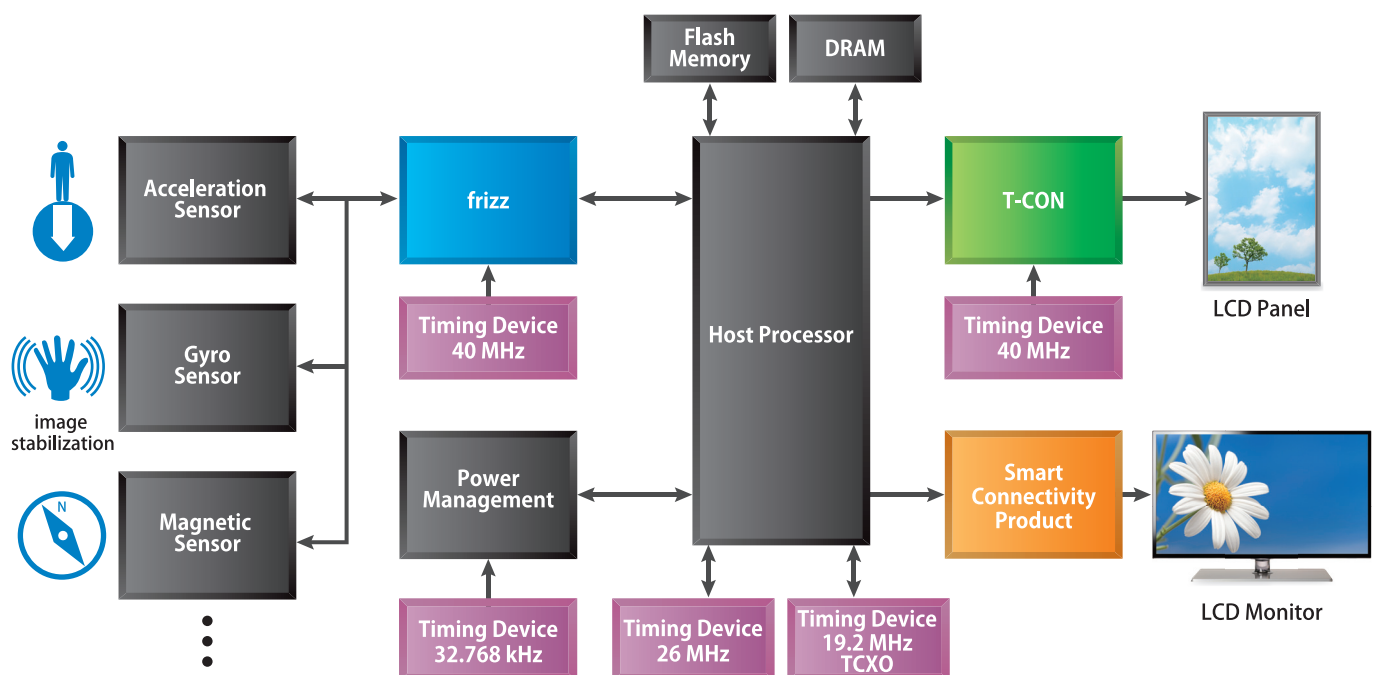 Flash
Memory
DRAM
Acceleration
Sensor
frizz
T-CON
LCD Panel
Timing Device
40 MHz
Host Processor
Timing Device
40 MHz
Gyro
Sensor
image
stabilization
Power
Management
Smart
Connectivity
Product
N
Magnetic
Sensor
LCD Monitor
Timing Device
32.768 kHz
Timing Device
26 MHz
Timing Device
19.2 MHz
TCXO